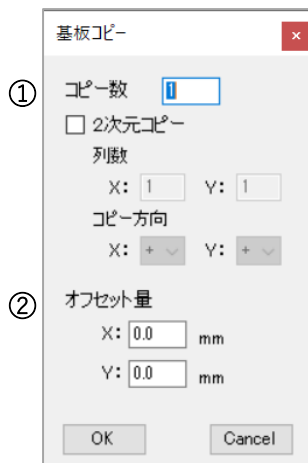 基板コピー
×
① コピー数 1
2次元コピー
列数
X: 1 Y: 1
コピー方向
X: + Y: +
② オフセット量
X: 0.0 mm
Y: 0.0 mm
OK Cancel